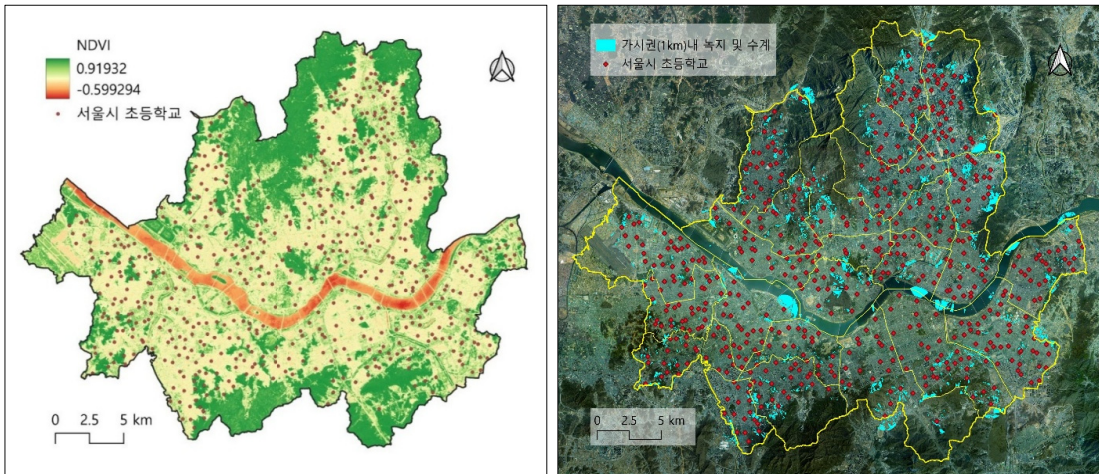 NDVI
0.91932
-0.599294
서울시 초등학교
0 2.5 5 km
가시권(1km)내 녹지 및 수계
서울시 초등학교
0 2.5 5 km